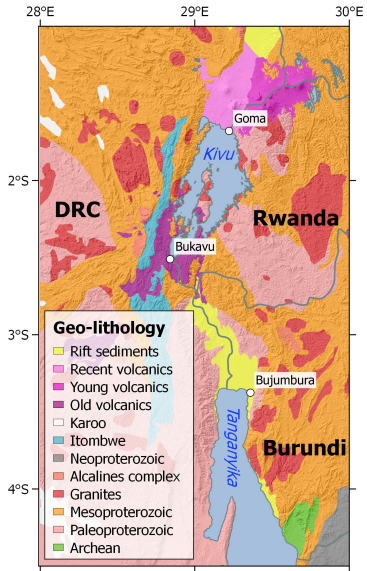 28°E 29°E 30°E
Goma
Kivu
2°S
DRC
Rwanda
Bukavu
3°S
Geo-lithology
Rift sediments
Recent volcanics
Young volcanics
Old volcanics
Karoo
Itombwe
Neoproterozoic
Alcalines complex
Granites
Mesoproterozoic
Paleoproterozoic
Archean
Bujumbura
Tanganyika
Burundi
4°S